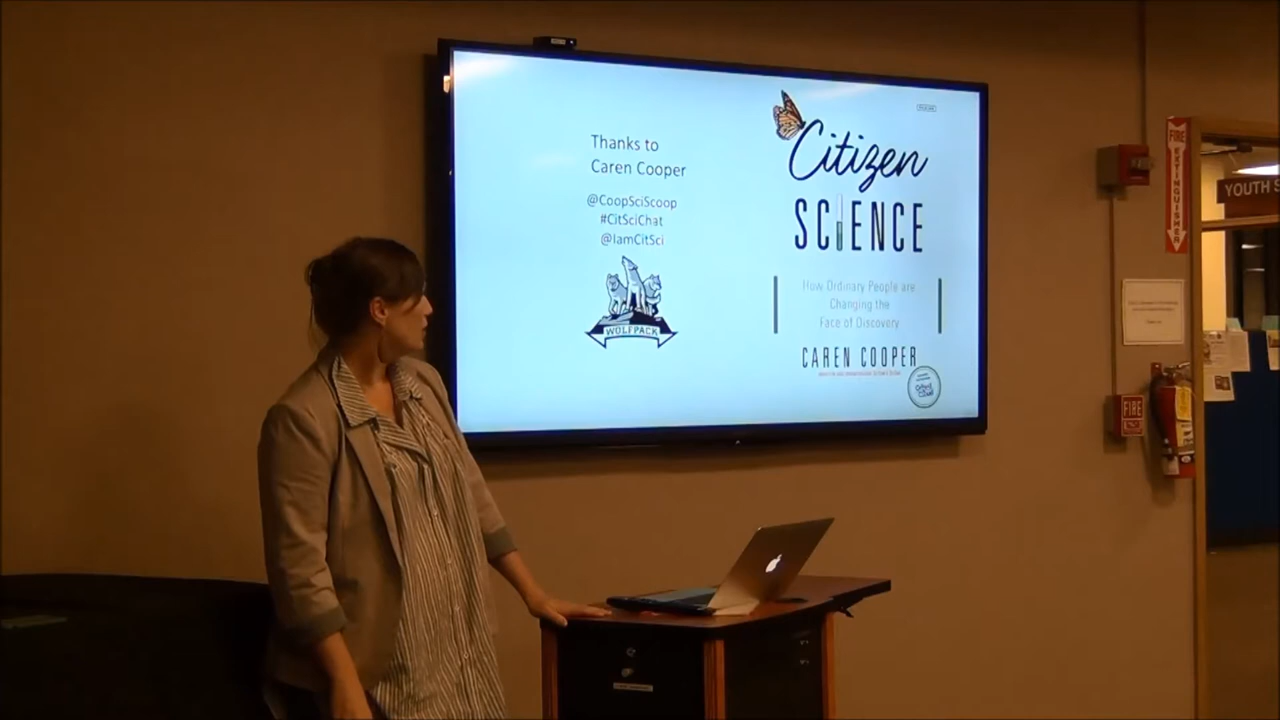 Thanks to
Caren Cooper
@CoopSciScoop
#CitSciChat
@IamCitSci
WOLFPACK
Citizen
SCIENCE
How Ordinary People are
Changing the
Face of Discovery
CAREN COOPER
FIRE
EXTINGUISHER
YOUTH S
FIRE